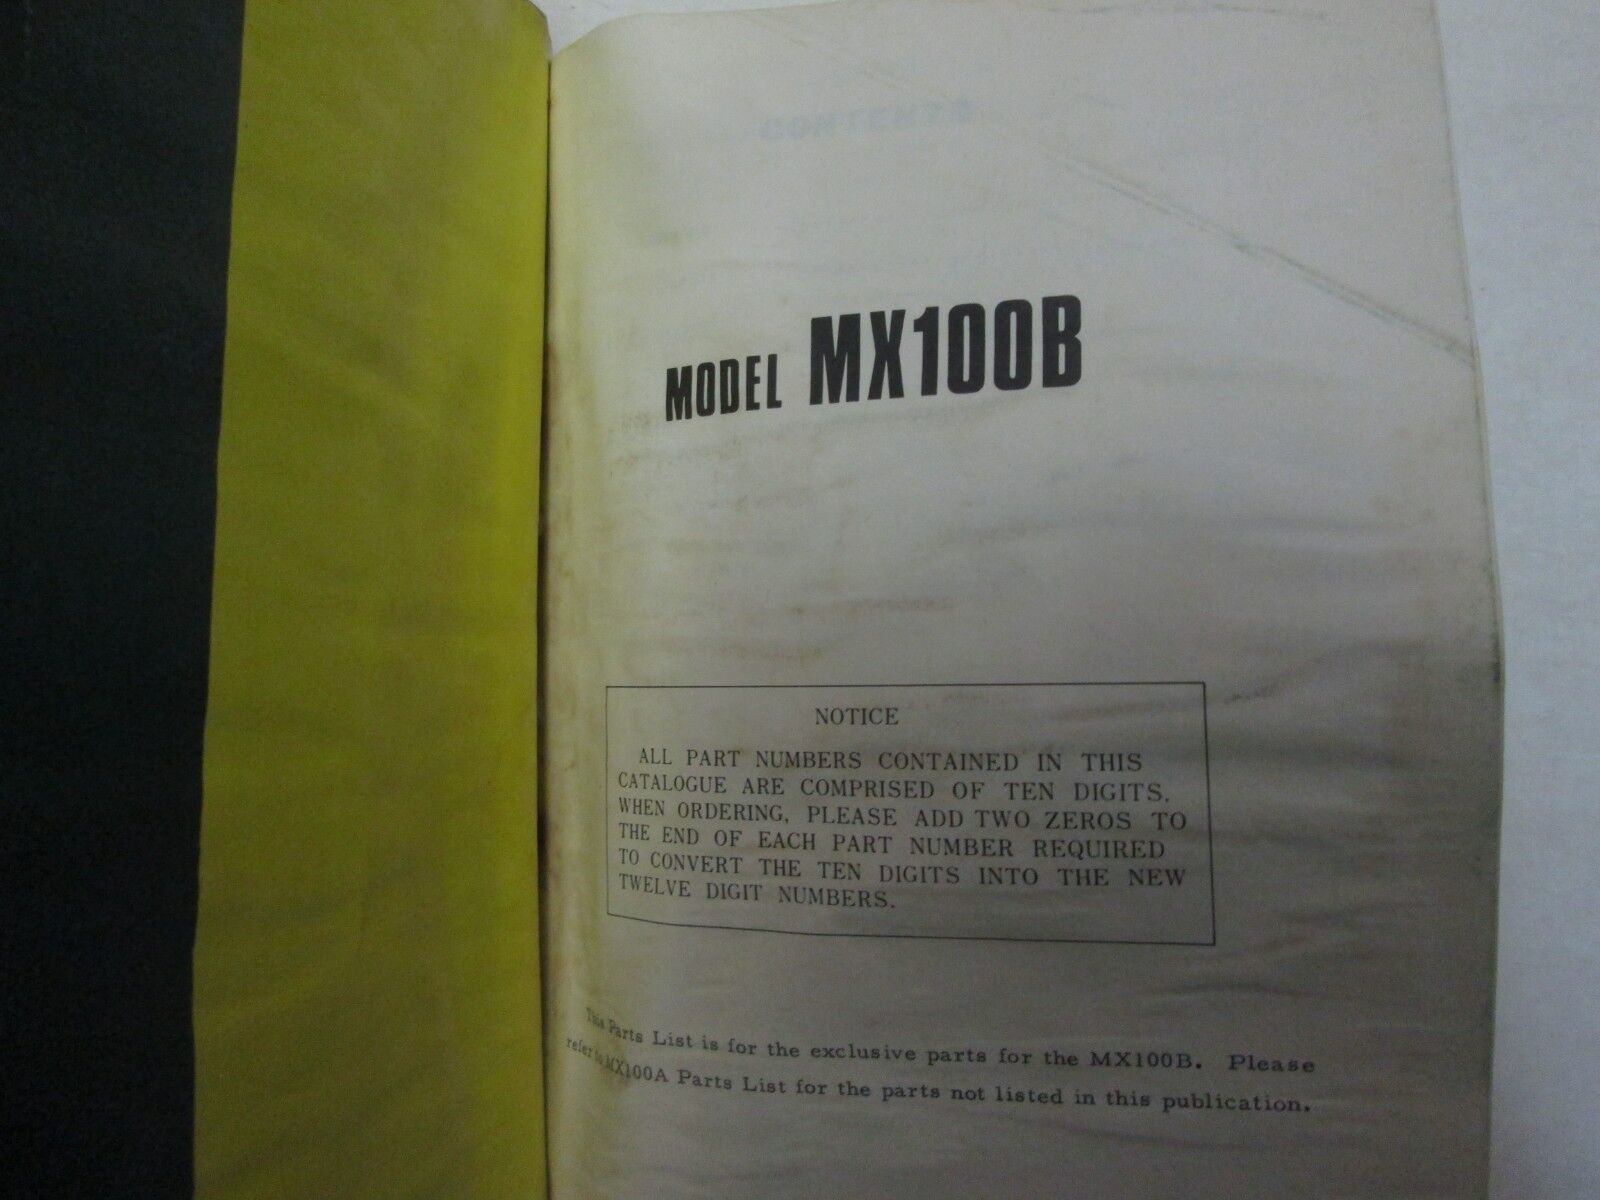 CONTENTS
MODEL MX100B
NOTICE
ALL PART NUMBERS CONTAINED IN THIS
CATALOGUE ARE COMPRISED OF TEN DIGITS.
WHEN ORDERING, PLEASE ADD TWO ZEROS TO
THE END OF EACH PART NUMBER REQUIRED
TO CONVERT THE TEN DIGITS INTO THE NEW
TWELVE DIGIT NUMBERS.
This Parts List is for the exclusive parts for the MX100B. Please
refer to MX100A Parts List for the parts not listed in this publication.